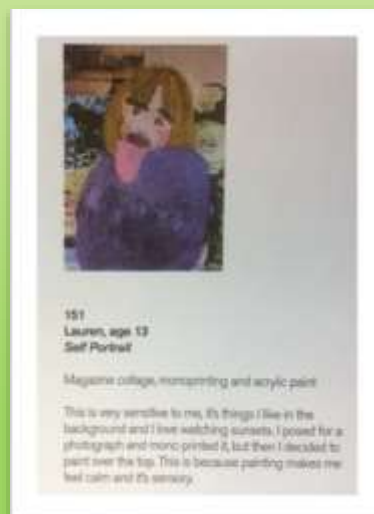 151
Lauren, age 13
Self Portrait
Magazine collage, monoprinting and acrylic paint
This is very sensitive to me, it's things I like in the
background and I love watching sunsets. I posed for a
photograph and mono printed it, but then I decided to
paint over the top. This is because painting makes me
feel calm and it's sensory.